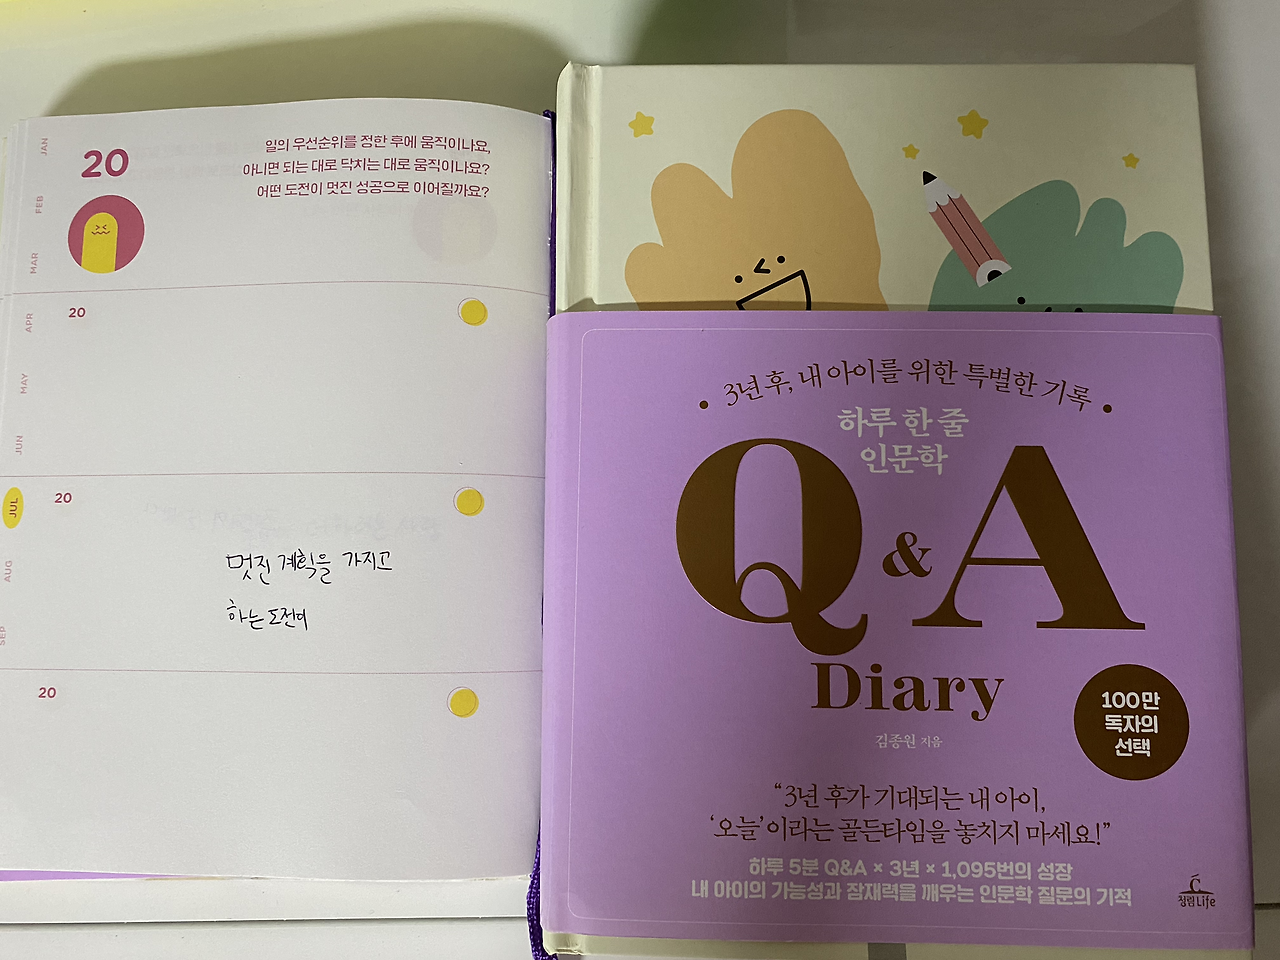 JAN
FEB
MAR
APR
MAY
JUN
JUL
AUG
SEP
20
일의 우선순위를 정한 후에 움직이나요,
아니면 되는 대로 닥치는 대로 움직이나요?
어떤 도전이 멋진 성공으로 이어질까요?
20
20
멋진 계획을 가지고
하는 도전이
20
3년 후, 내 아이를 위한 특별한 기록
하루 한 줄
인문학
Q & A
Diary
김종원 지음
100만
독자의
선택
“3년 후가 기대되는 내 아이,
‘오늘’이라는 골든타임을 놓치지 마세요!”
하루 5분 Q&A × 3년 × 1,095번의 성장
내 아이의 가능성과 잠재력을 깨우는 인문학 질문의 기적
청림Life